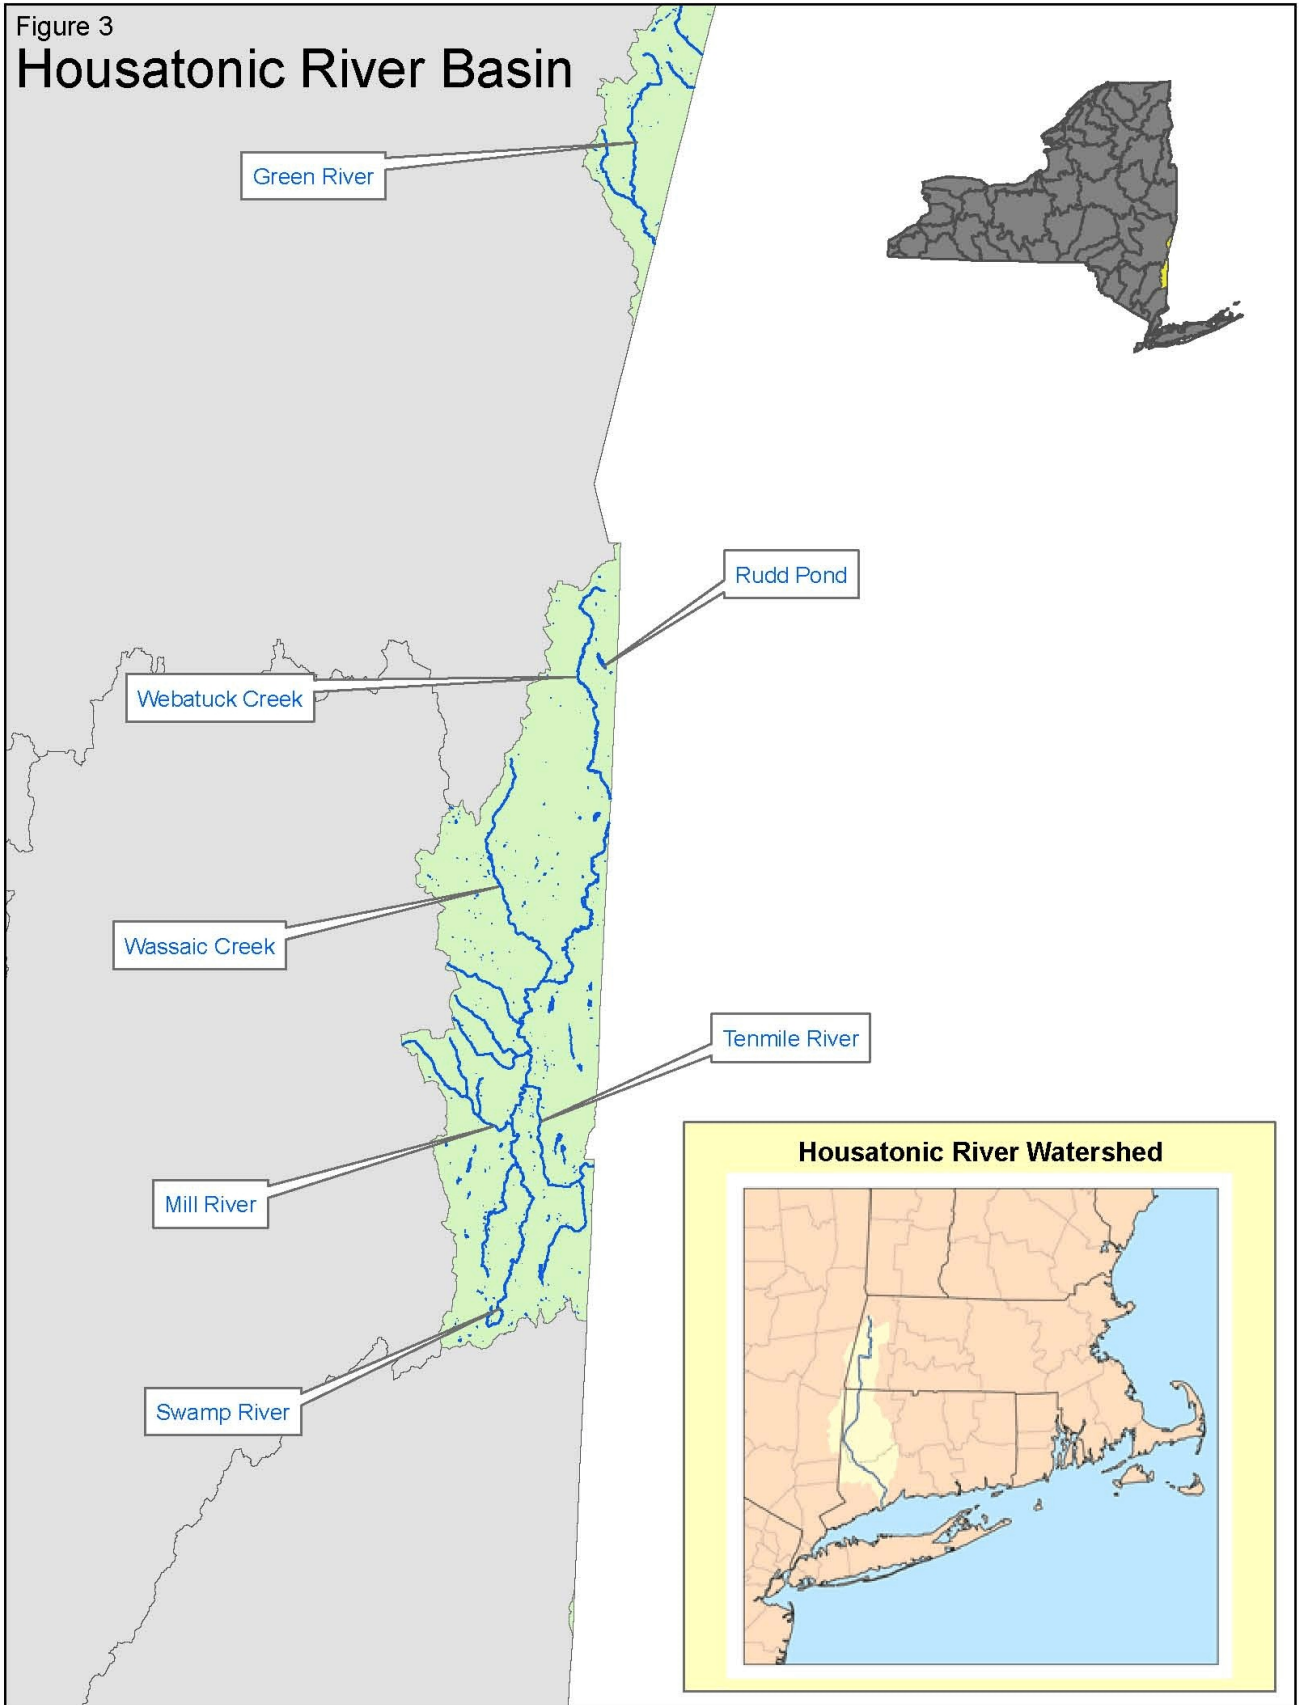 Figure 3
Housatonic River Basin
Green River
Rudd Pond
Webatuck Creek
Wassaic Creek
Tenmile River
Housatonic River Watershed
Mill River
Swamp River